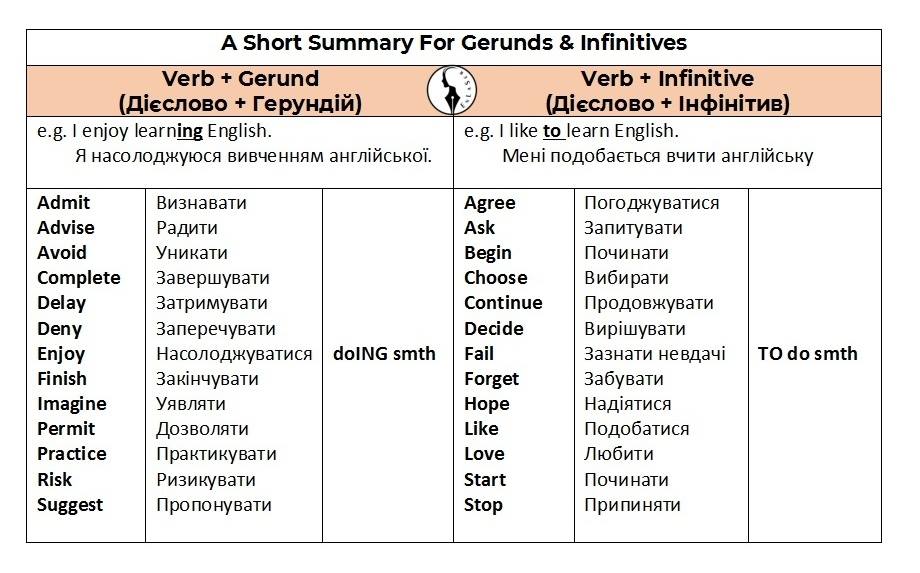 A Short Summary For Gerunds & Infinitives
Verb + Gerund
(Дієслово + Герундій)
Verb + Infinitive
(Дієслово + Інфінітив)
e.g. I enjoy learning English.
Я насолоджуюся вивченням англійської.
e.g. I like to learn English.
Мені подобається вчити англійську
Admit Визнавати
Advise Радити
Avoid Уникати
Complete Завершувати
Delay Затримувати
Deny Заперечувати
Enjoy Насолоджуватися
Finish Закінчувати
Imagine Уявляти
Permit Дозволяти
Practice Практикувати
Risk Ризикувати
Suggest Пропонувати
doING smth
Agree Погоджуватися
Ask Запитувати
Begin Починати
Choose Вибирати
Continue Продовжувати
Decide Вирішувати
Fail Зазнати невдачі
Forget Забувати
Hope Надіятися
Like Подобатися
Love Любити
Start Починати
Stop Припиняти
TO do smth